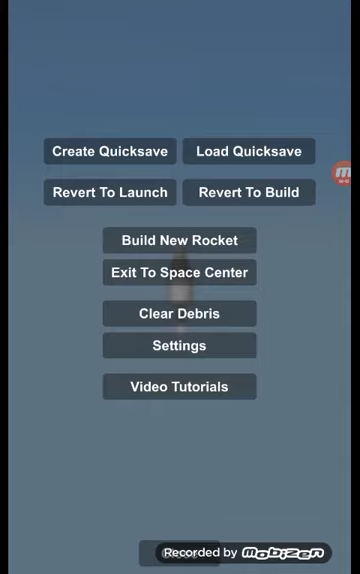 Create Quicksave Load Quicksave
Revert To Launch Revert To Build
Build New Rocket
Exit To Space Center
Clear Debris
Settings
Video Tutorials
Recorded by mobizen